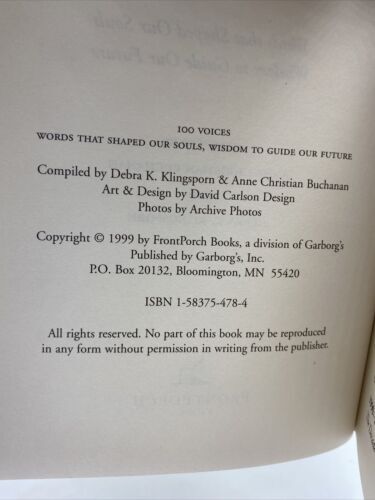 100 VOICES
WORDS THAT SHAPED OUR SOULS, WISDOM TO GUIDE OUR FUTURE
Compiled by Debra K. Klingsporn & Anne Christian Buchanan
Art & Design by David Carlson Design
Photos by Archive Photos
Copyright © 1999 by FrontPorch Books, a division of Garborg's
Published by Garborg's, Inc.
P.O. Box 20132, Bloomington, MN 55420
ISBN 1-58375-478-4
All rights reserved. No part of this book may be reproduced
in any form without permission in writing from the publisher.